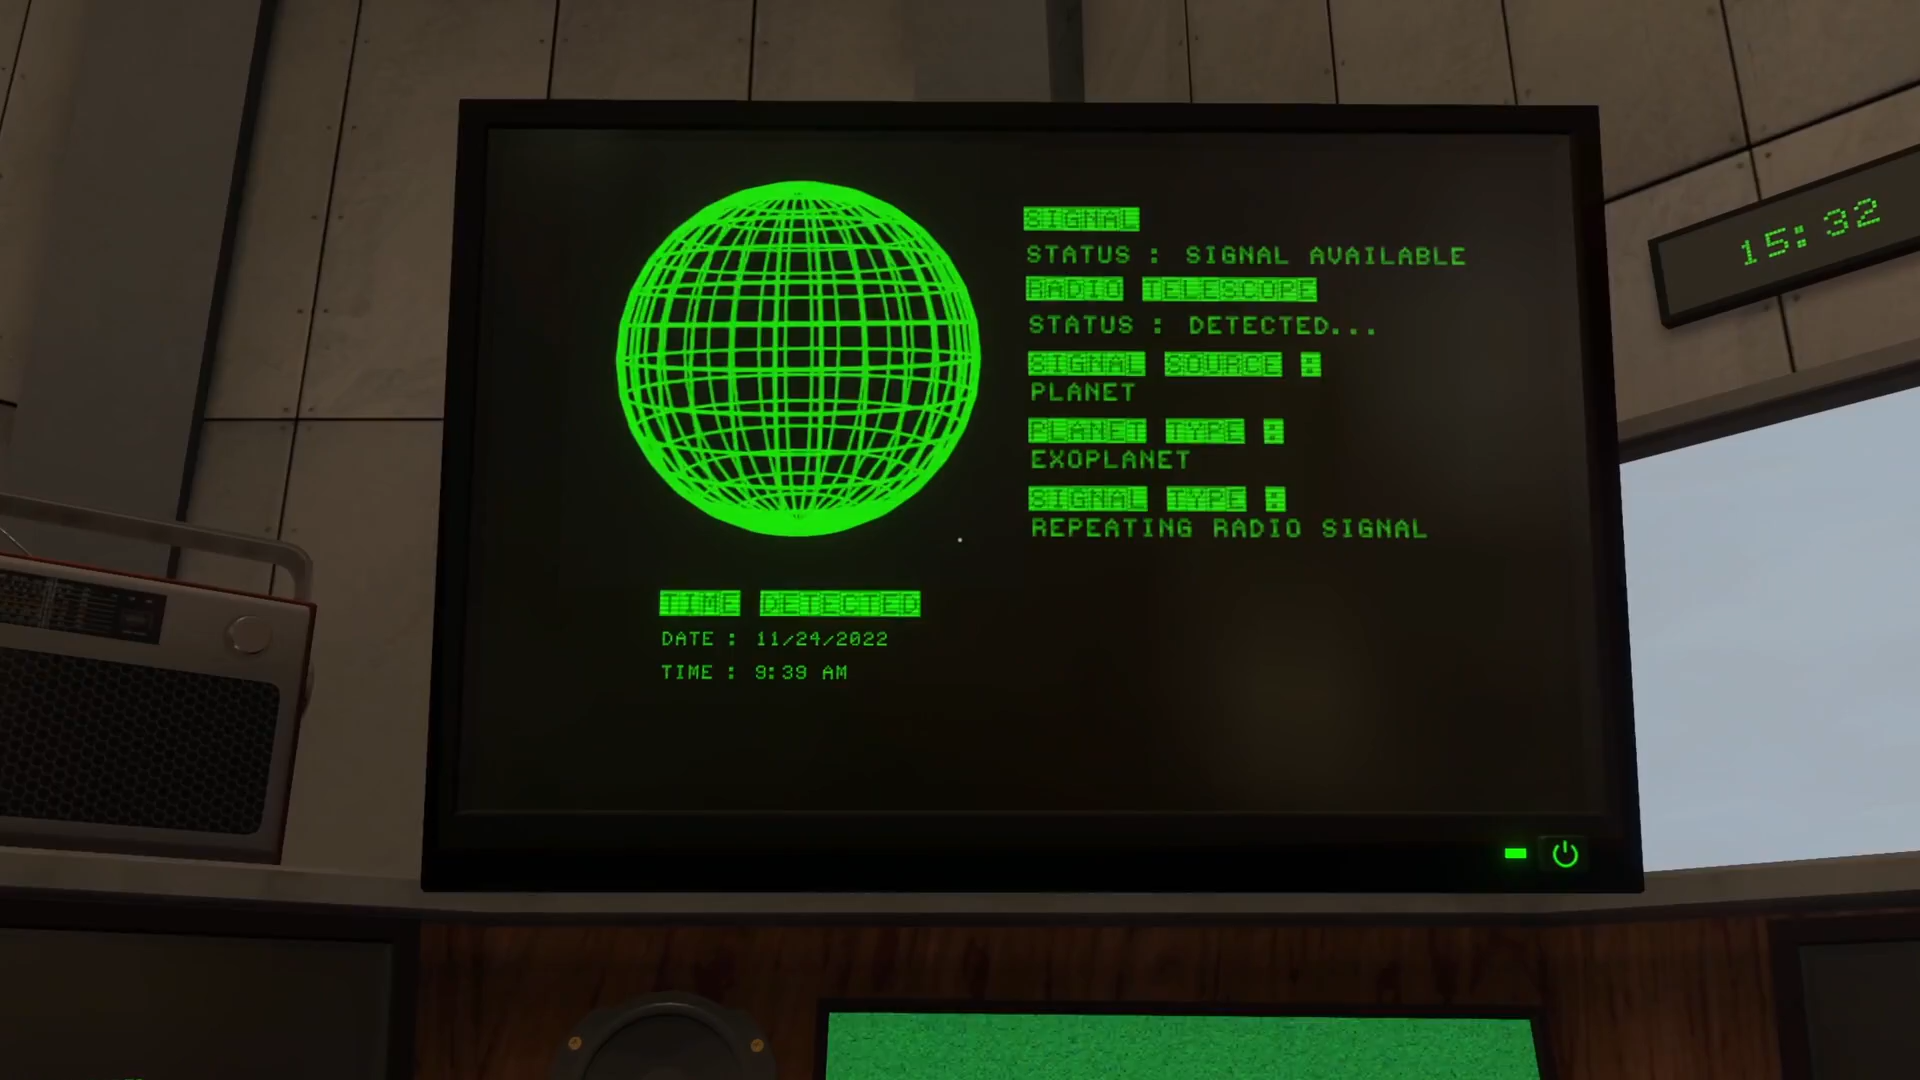 SIGNAL
STATUS : SIGNAL AVAILABLE
RADIO TELESCOPE
STATUS : DETECTED...
SIGNAL SOURCE :
PLANET
PLANET TYPE :
EXOPLANET
SIGNAL TYPE :
REPEATING RADIO SIGNAL
TIME DETECTED
DATE : 11/24/2022
TIME : 9:39 AM
15:32